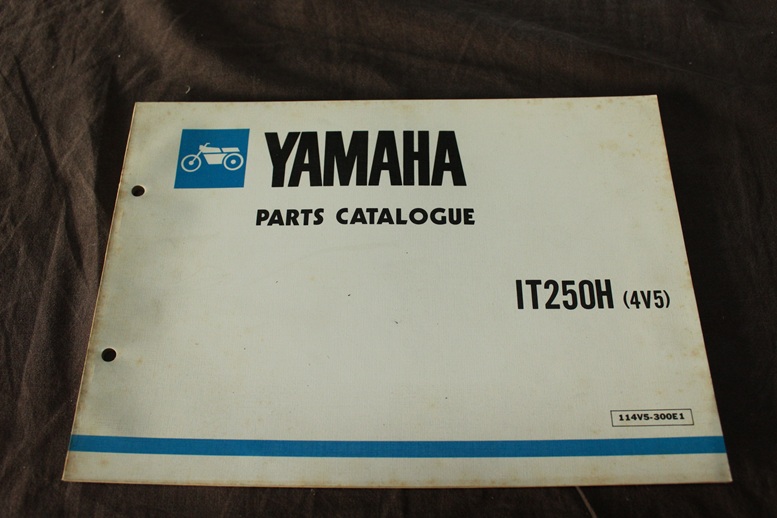 YAMAHA
PARTS CATALOGUE
IT250H (4V5)
114V5-300E1